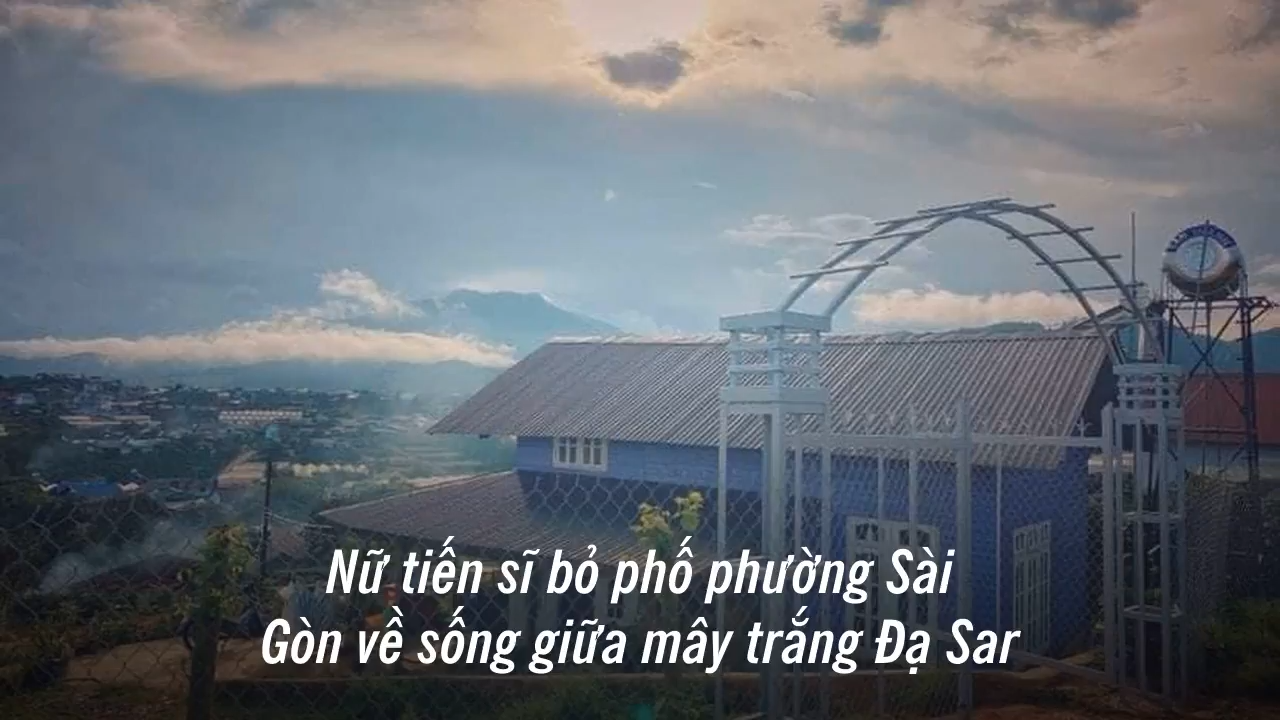 Nữ tiến sĩ bỏ phố phường Sài
Gòn về sống giữa mây trắng Đạ Sar